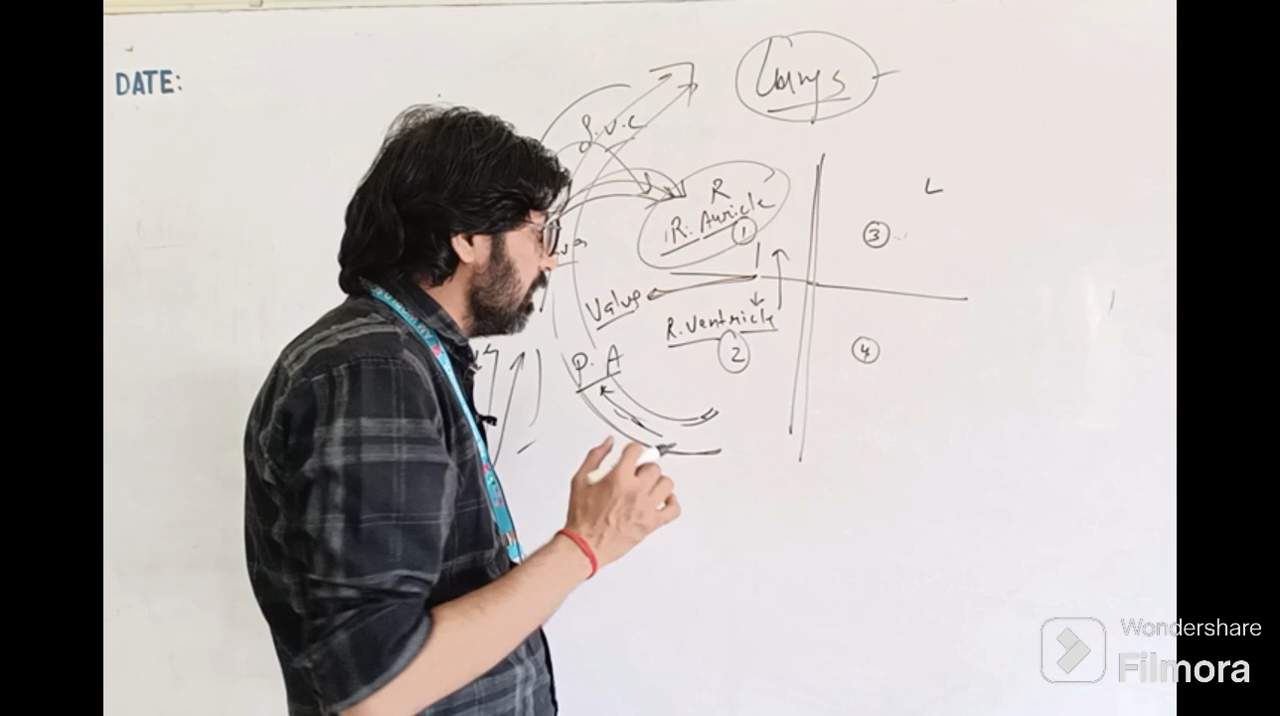 DATE:
Lungs
S.V.C
R
R. Auricle
1
L
3
Valve
R. Ventricle
2
P. A
4
Wondershare
Filmora